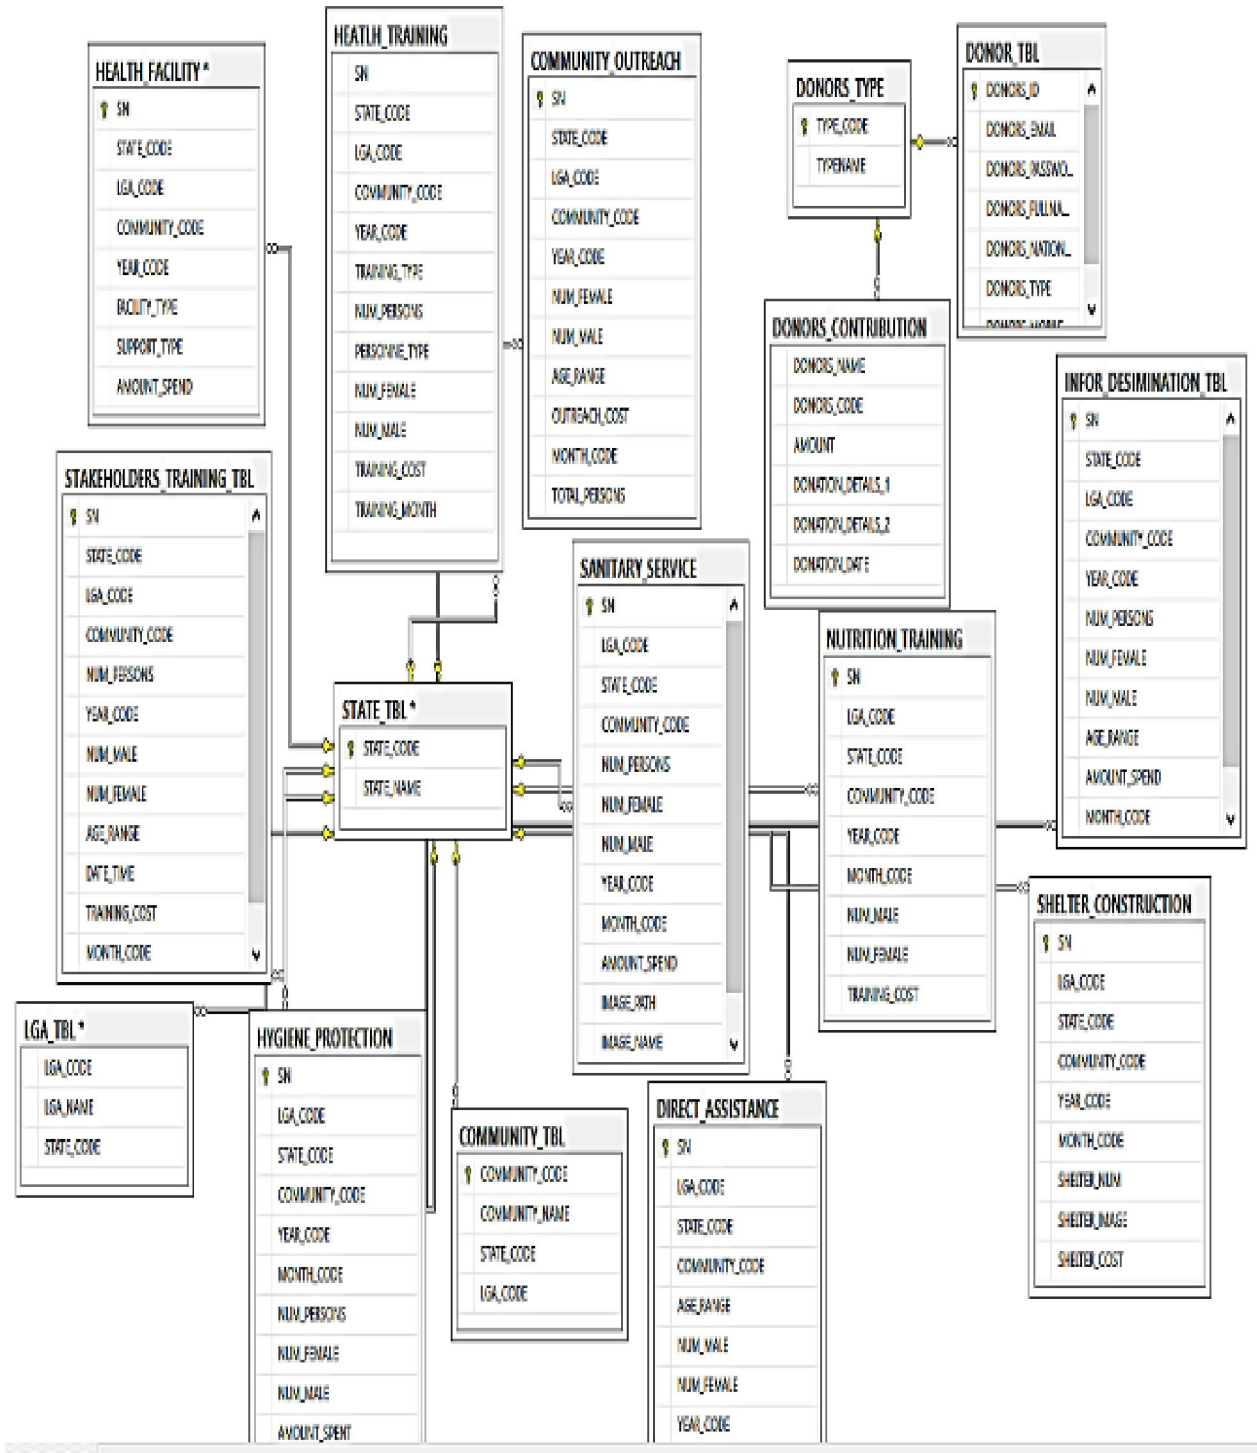 HEALTH_FACILITY *
SN
STATE_CODE
LGA_CODE
COMMUNITY_CODE
YEAR_CODE
FACILITY_TYPE
SUPPORT_TYPE
AMOUNT_SPEND
HEATLH_TRAINING
SN
STATE_CODE
LGA_CODE
COMMUNITY_CODE
YEAR_CODE
TRAINING_TYPE
NUM_PERSONS
PERSONNE_TYPE
NUM_FEMALE
NUM_MALE
TRAINING_COST
TRAINING_MONTH
COMMUNITY_OUTREACH
SN
STATE_CODE
LGA_CODE
COMMUNITY_CODE
YEAR_CODE
NUM_FEMALE
NUM_MALE
AGE_RANGE
OUTREACH_COST
MONTH_CODE
TOTAL_PERSONS
DONORS_TYPE
TYPE_CODE
TYPENAME
DONOR_TBL
DONORS_ID
DONORS_EMAIL
DONORS_PASSWO...
DONORS_FULLNA...
DONORS_NATION...
DONORS_TYPE
DONORS_MOBILE
DONORS_CONTRIBUTION
DONORS_NAME
DONORS_CODE
AMOUNT
DONATION_DETAILS_1
DONATION_DETAILS_2
DONATION_DATE
INFOR_DESIMINATION_TBL
SN
STATE_CODE
LGA_CODE
COMMUNITY_CODE
YEAR_CODE
NUM_PERSONS
NUM_FEMALE
NUM_MALE
AGE_RANGE
AMOUNT_SPEND
MONTH_CODE
STAKEHOLDERS_TRAINING_TBL
SN
STATE_CODE
LGA_CODE
COMMUNITY_CODE
NUM_PERSONS
YEAR_CODE
NUM_MALE
NUM_FEMALE
AGE_RANGE
DATE_TIME
TRAINING_COST
MONTH_CODE
STATE_TBL *
STATE_CODE
STATE_NAME
SANITARY_SERVICE
SN
LGA_CODE
STATE_CODE
COMMUNITY_CODE
NUM_PERSONS
NUM_FEMALE
NUM_MALE
YEAR_CODE
MONTH_CODE
AMOUNT_SPEND
IMAGE_PATH
IMAGE_NAME
NUTRITION_TRAINING
SN
LGA_CODE
STATE_CODE
COMMUNITY_CODE
YEAR_CODE
MONTH_CODE
NUM_MALE
NUM_FEMALE
TRAINING_COST
SHELTER_CONSTRUCTION
SN
LGA_CODE
STATE_CODE
COMMUNITY_CODE
YEAR_CODE
MONTH_CODE
SHELTER_NUM
SHELTER_IMAGE
SHELTER_COST
LGA_TBL *
LGA_CODE
LGA_NAME
STATE_CODE
HYGIENE_PROTECTION
SN
LGA_CODE
STATE_CODE
COMMUNITY_CODE
YEAR_CODE
MONTH_CODE
NUM_PERSONS
NUM_FEMALE
NUM_MALE
AMOUNT_SPENT
COMMUNITY_TBL
COMMUNITY_CODE
COMMUNITY_NAME
STATE_CODE
LGA_CODE
DIRECT_ASSISTANCE
SN
LGA_CODE
STATE_CODE
COMMUNITY_CODE
AGE_RANGE
NUM_MALE
NUM_FEMALE
YEAR_CODE